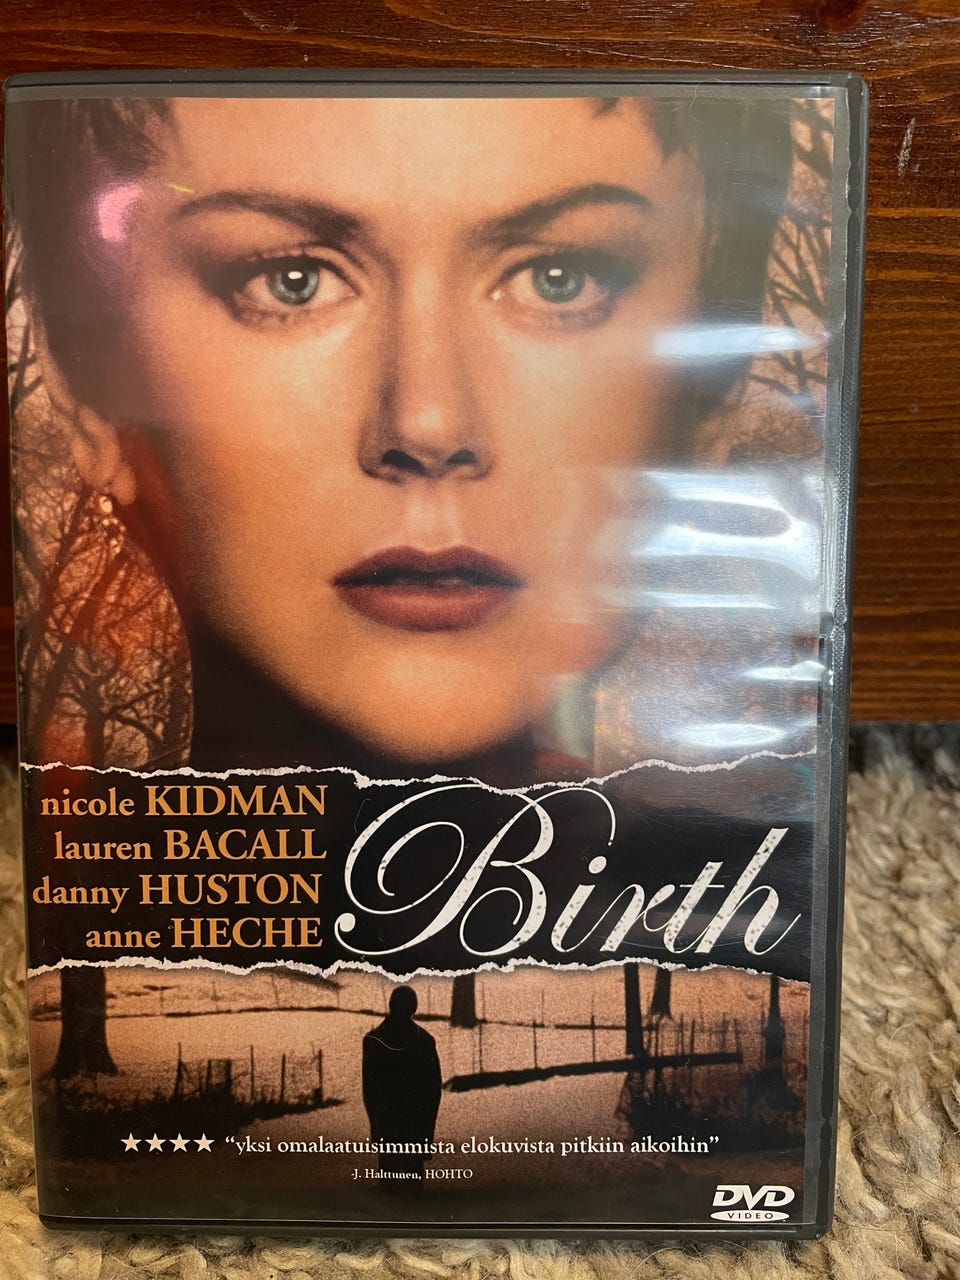 nicole KIDMAN
lauren BACALL
danny HUSTON
anne HECHE
Birth
★★★★ “yksi omalaatuisimmista elokuvista pitkiin aikoihin”
-J. Halttunen, HOHTO
DVD
VIDEO